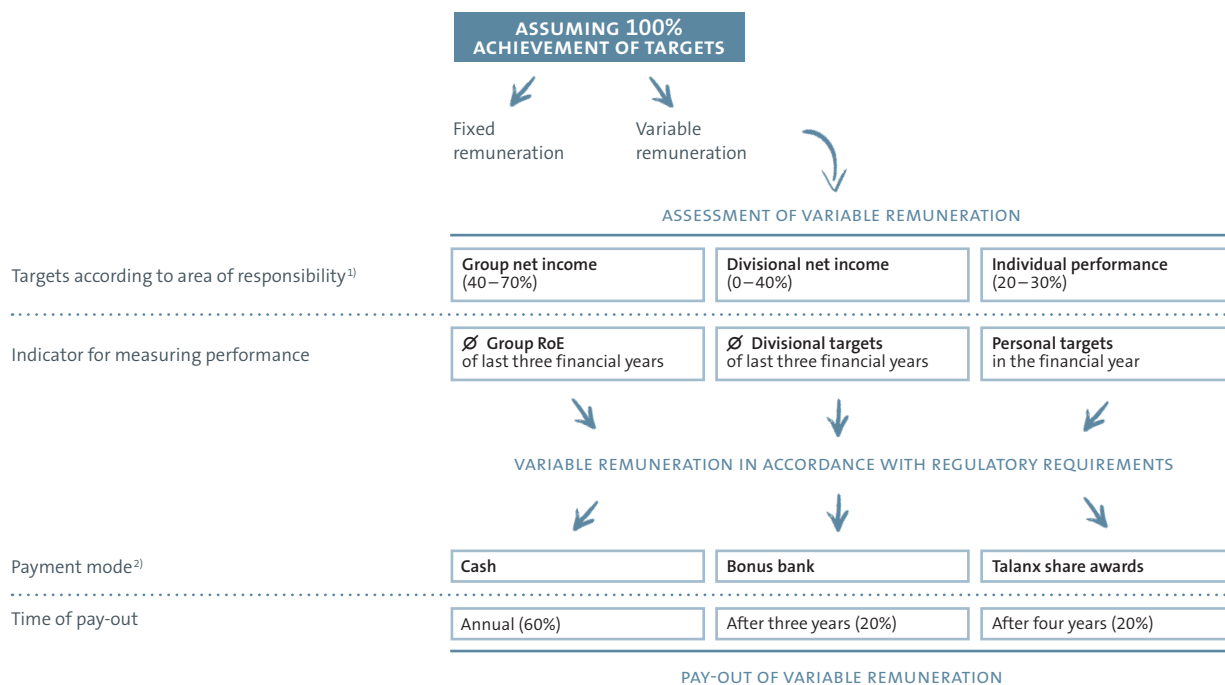 ASSUMING 100%
ACHIEVEMENT OF TARGETS
Fixed
remuneration
Variable
remuneration
ASSESSMENT OF VARIABLE REMUNERATION
Targets according to area of responsibility1)
Group net income
(40–70%)
Divisional net income
(0–40%)
Individual performance
(20–30%)
Indicator for measuring performance
Ø Group RoE
of last three financial years
Ø Divisional targets
of last three financial years
Personal targets
in the financial year
VARIABLE REMUNERATION IN ACCORDANCE WITH REGULATORY REQUIREMENTS
Payment mode2)
Cash
Bonus bank
Talanx share awards
Time of pay-out
Annual (60%)
After three years (20%)
After four years (20%)
PAY-OUT OF VARIABLE REMUNERATION